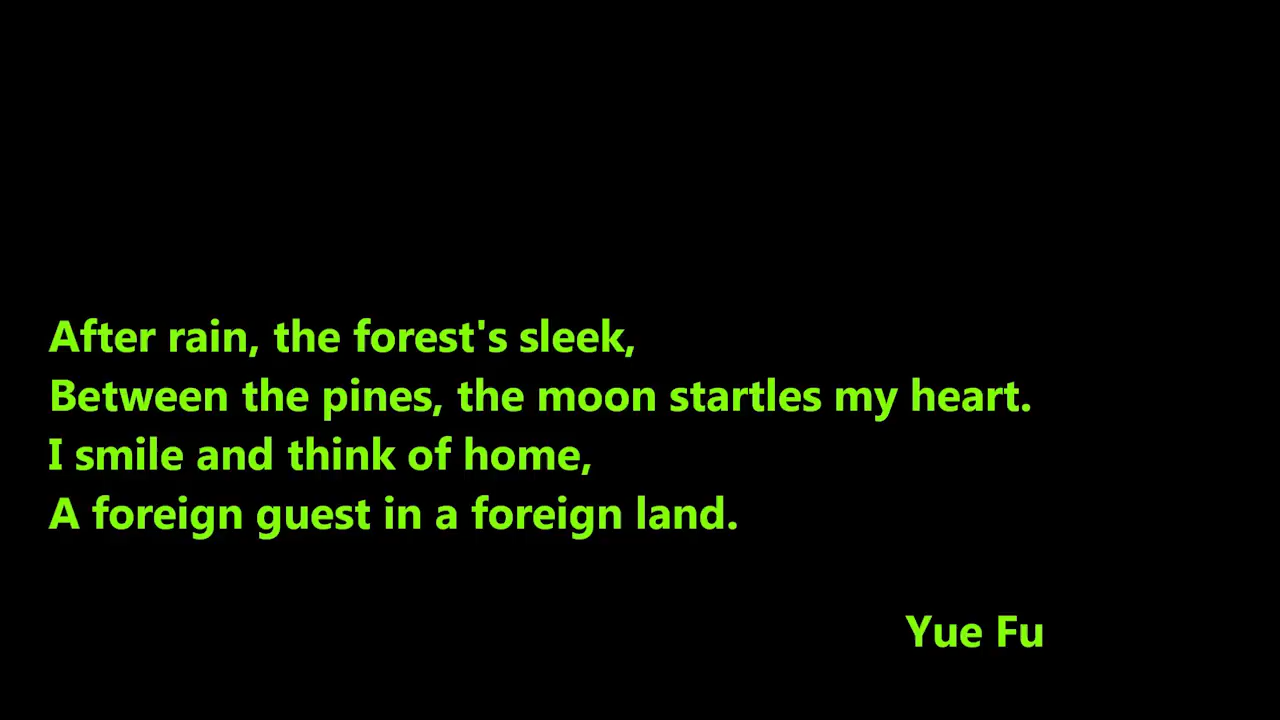 After rain, the forest's sleek,
Between the pines, the moon startles my heart.
I smile and think of home,
A foreign guest in a foreign land.
Yue Fu